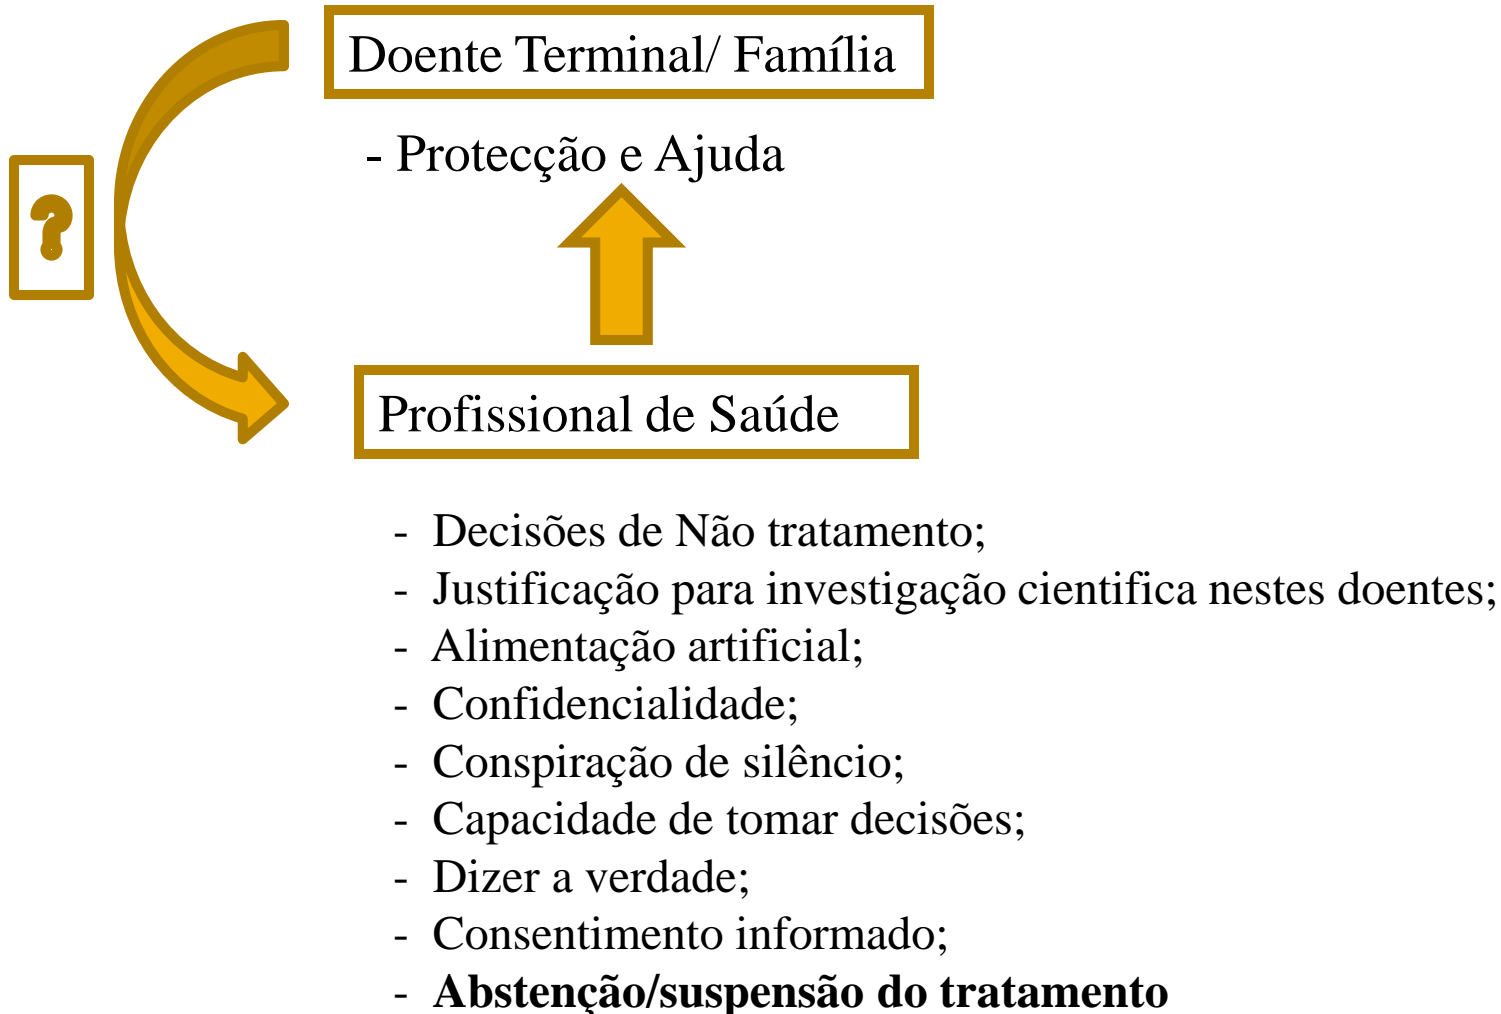 Doente Terminal/ Família
- Protecção e Ajuda
?
Profissional de Saúde
- Decisões de Não tratamento;
- Justificação para investigação cientifica nestes doentes;
- Alimentação artificial;
- Confidencialidade;
- Conspiração de silêncio;
- Capacidade de tomar decisões;
- Dizer a verdade;
- Consentimento informado;
- Abstenção/suspensão do tratamento